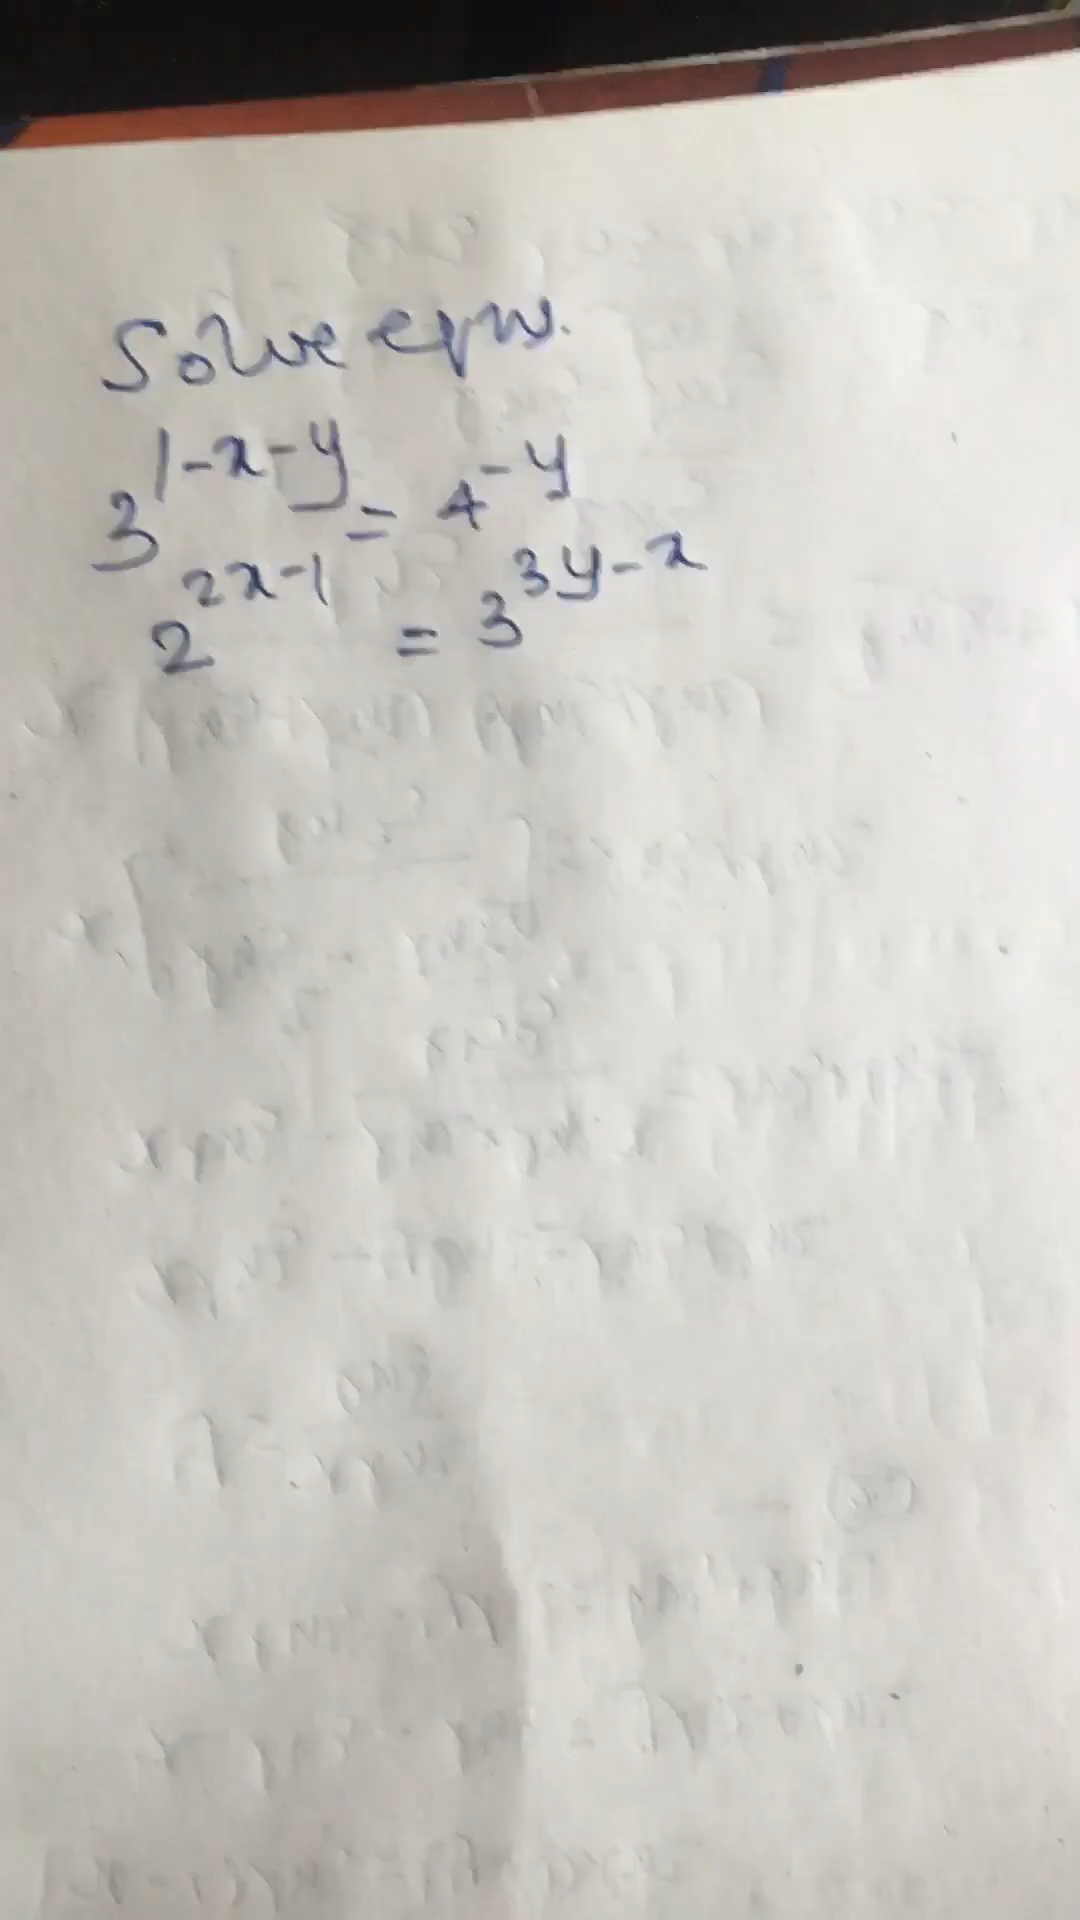 Solve eqn.
3^{1-x-y} = 4^{-y}
2^{2x-1} = 3^{3y-x}